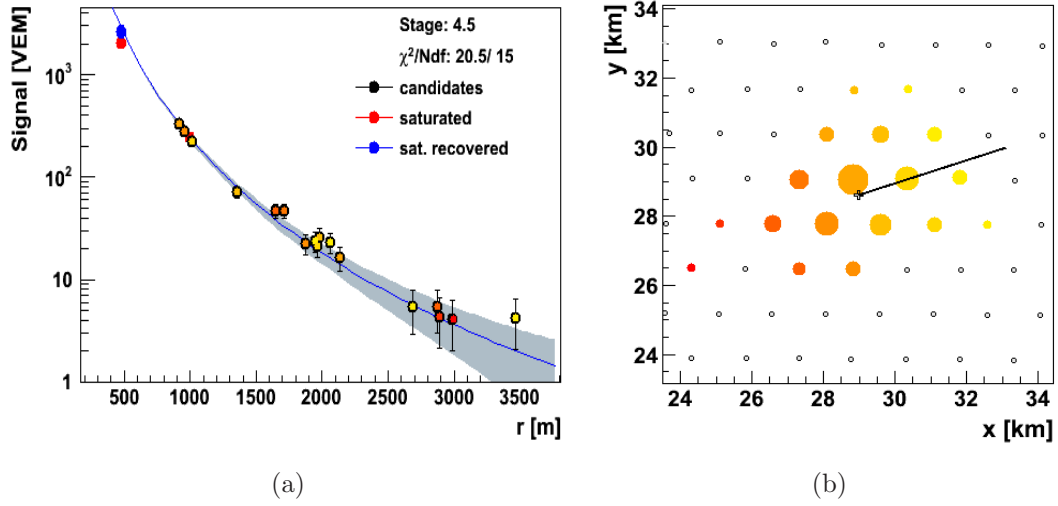 Signal [VEM]
10³
10²
10
1
Stage: 4.5
χ²/Ndf: 20.5/ 15
candidates
saturated
sat. recovered
500 1000 1500 2000 2500 3000 3500
r [m]
(a)
y [km]
34
32
30
28
26
24
24 26 28 30 32 34
x [km]
(b)